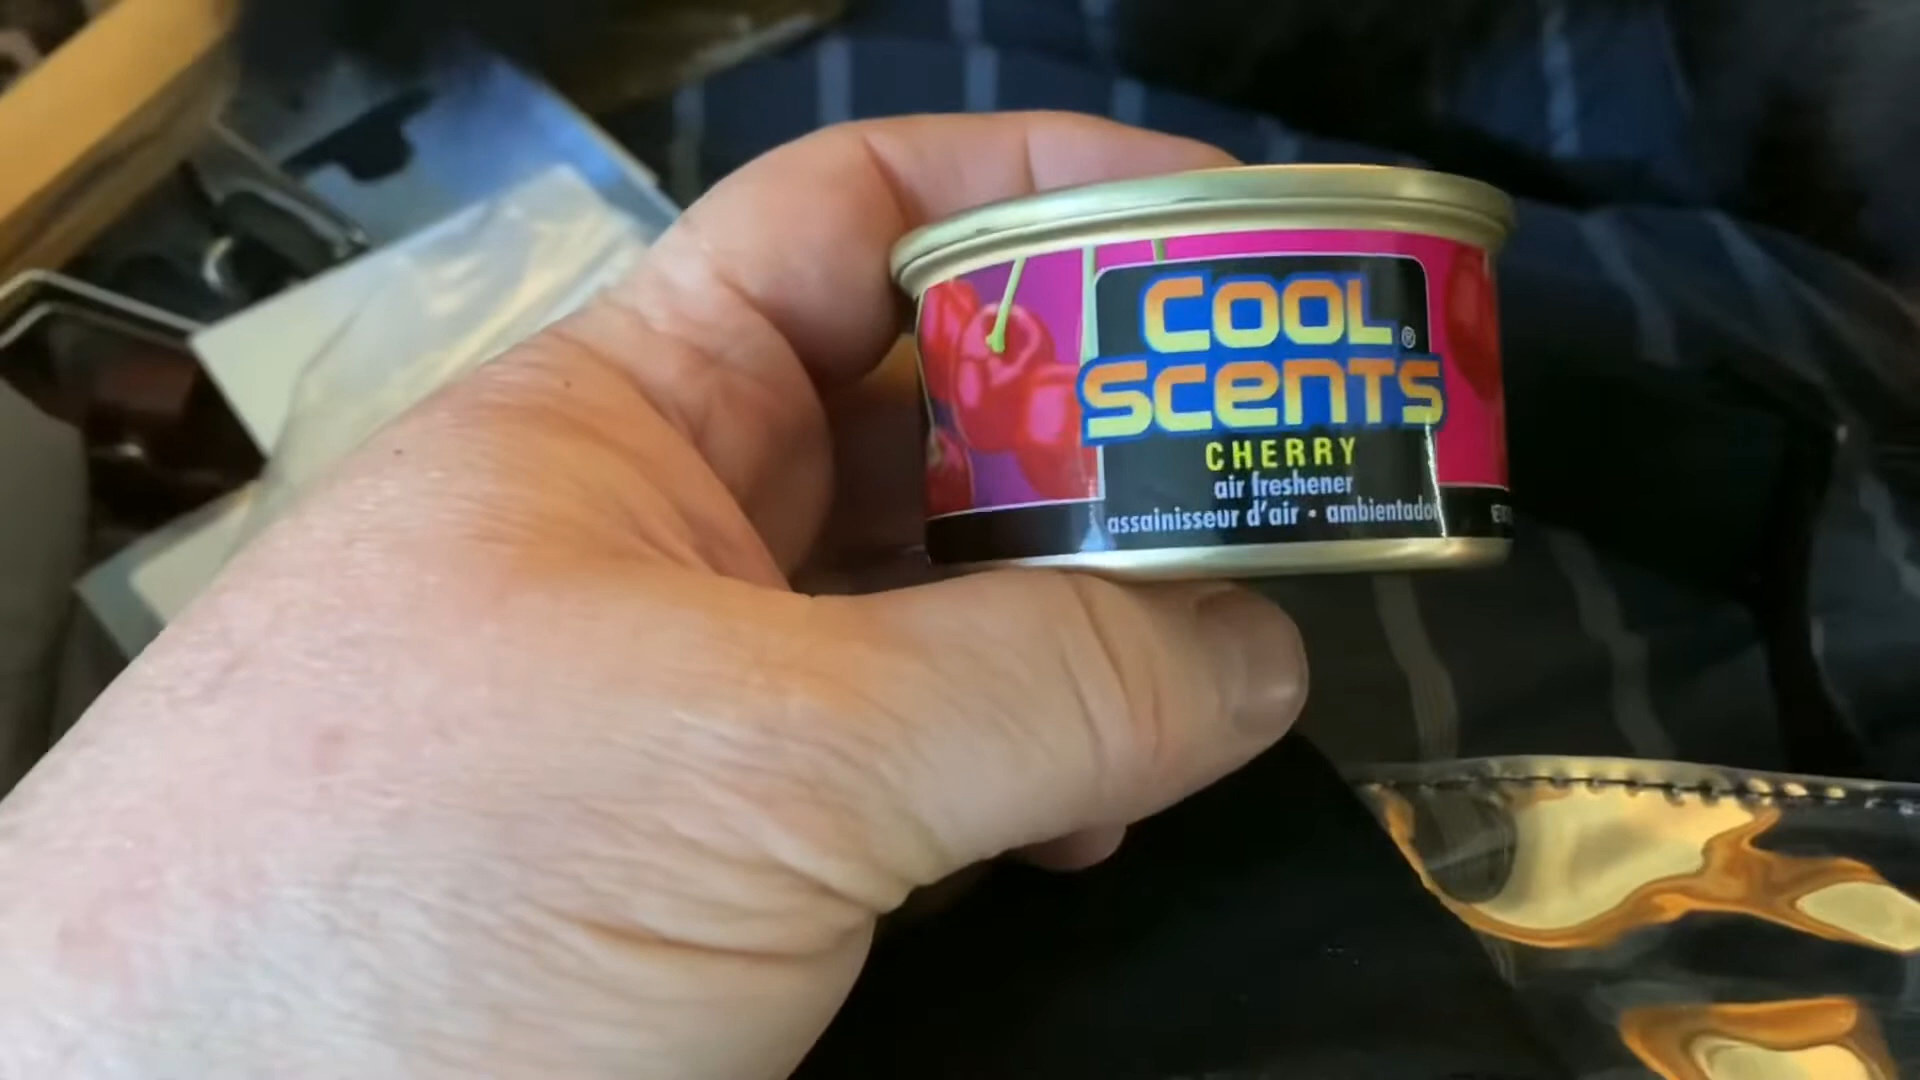 COOL®
SCENTS
CHERRY
air freshener
assainisseur d'air • ambientador